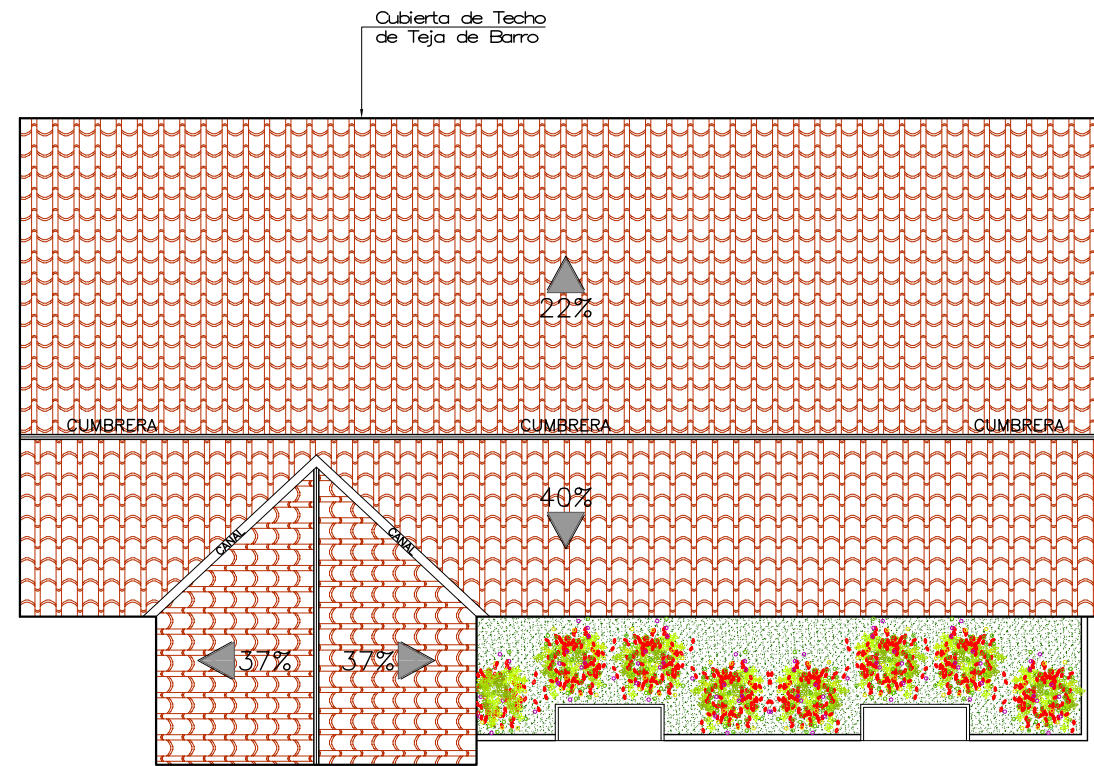 Cubierta de Techo
de Teja de Barro
22%
CUMBRERA CUMBRERA CUMBRERA
40%
CANAL CANAL
37% 37%